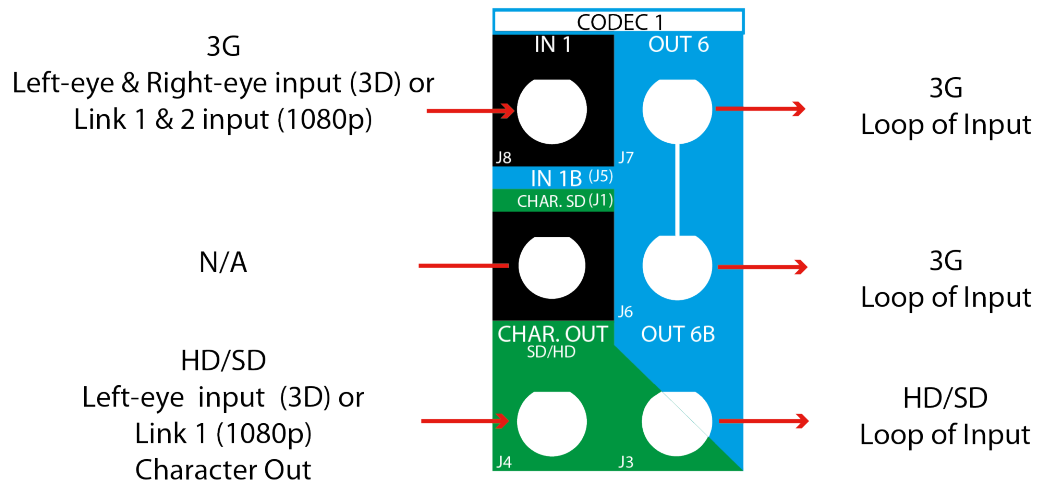 CODEC 1
3G
Left-eye & Right-eye input (3D) or
Link 1 & 2 input (1080p)
IN 1
OUT 6
J8
J7
3G
Loop of Input
IN 1B (J5)
CHAR. SD (J1)
N/A
J6
3G
Loop of Input
CHAR. OUT
SD/HD
OUT 6B
HD/SD
Left-eye input (3D) or
Link 1 (1080p)
Character Out
J4
J3
HD/SD
Loop of Input